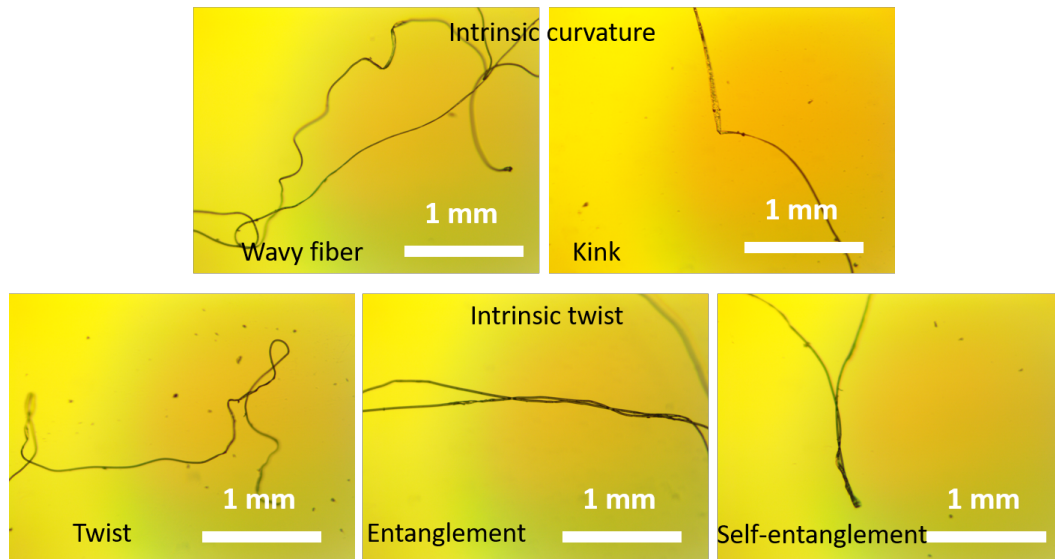 Intrinsic curvature
1 mm
1 mm
Wavy fiber
Kink
Intrinsic twist
1 mm
1 mm
1 mm
Twist
Entanglement
Self-entanglement